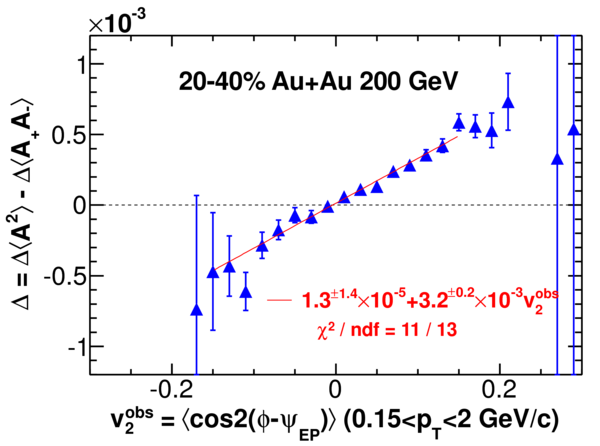 ×10⁻³
20-40% Au+Au 200 GeV
1
0.5
0
-0.5
-1
Δ = Δ⟨A²⟩ - Δ⟨A₊A₋⟩
1.3^{±1.4}×10⁻⁵+3.2^{±0.2}×10⁻³v₂^{obs}
χ² / ndf = 11 / 13
-0.2 0 0.2
v₂^{obs} = ⟨cos2(ϕ-ψ_{EP})⟩ (0.15<p_T<2 GeV/c)